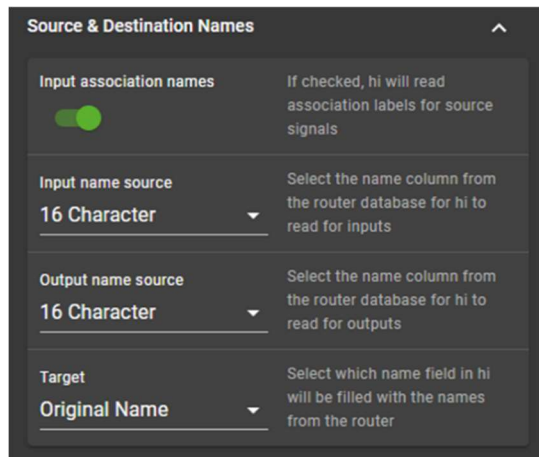 Source & Destination Names
Input association names
If checked, hi will read
association labels for source
signals
Input name source
16 Character
Select the name column from
the router database for hi to
read for inputs
Output name source
16 Character
Select the name column from
the router database for hi to
read for outputs
Target
Original Name
Select which name field in hi
will be filled with the names
from the router